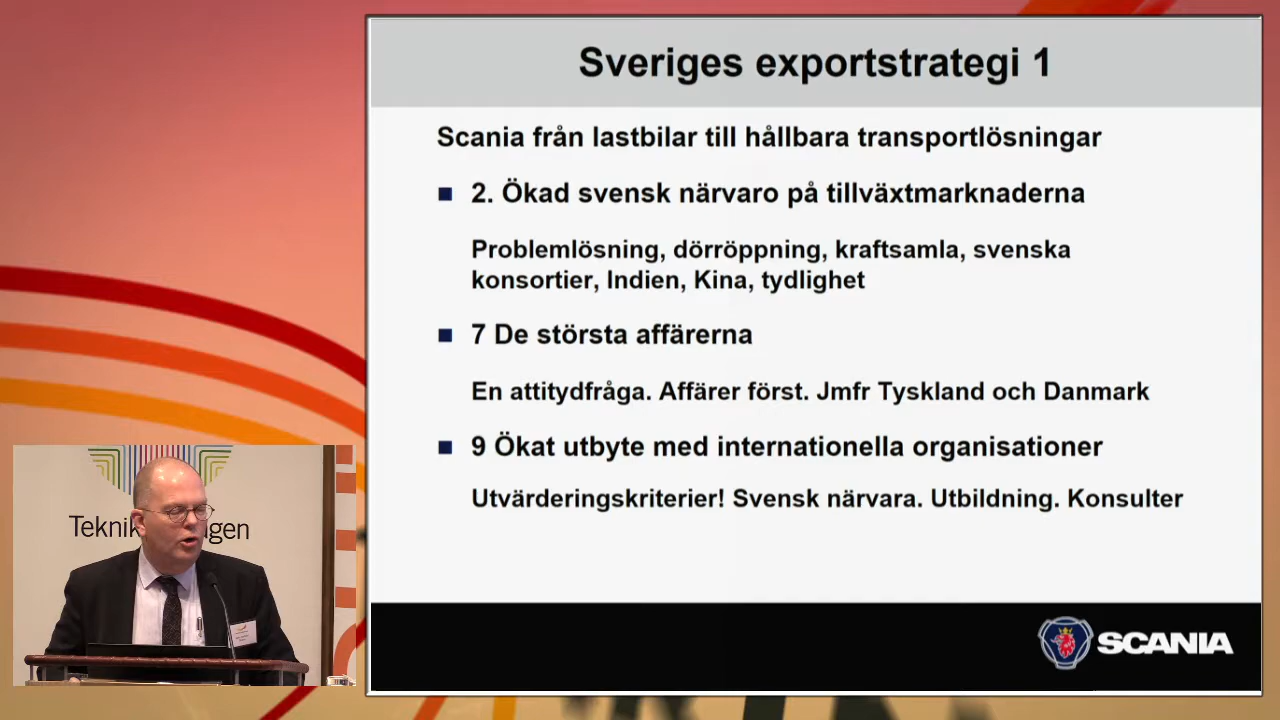 Sveriges exportstrategi 1
Scania från lastbilar till hållbara transportlösningar
2. Ökad svensk närvaro på tillväxtmarknaderna
Problemlösning, dörröppning, kraftsamla, svenska
konsortier, Indien, Kina, tydlighet
7 De största affärerna
En attitydfråga. Affärer först. Jmfr Tyskland och Danmark
9 Ökat utbyte med internationella organisationer
Utvärderingskriterier! Svensk närvara. Utbildning. Konsulter
SCANIA